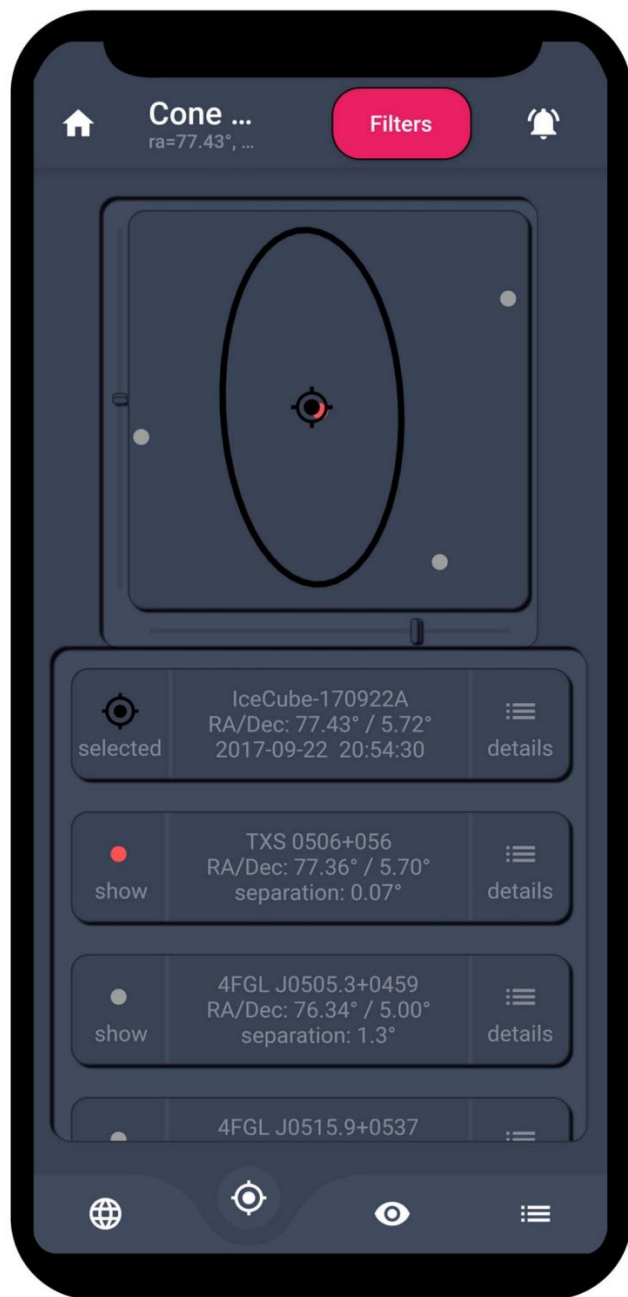 Cone ...
ra=77.43°, ...
Filters
IceCube-170922A
RA/Dec: 77.43° / 5.72°
2017-09-22 20:54:30
selected
details
TXS 0506+056
RA/Dec: 77.36° / 5.70°
separation: 0.07°
show
details
4FGL J0505.3+0459
RA/Dec: 76.34° / 5.00°
separation: 1.3°
show
details
4FGL J0515.9+0537